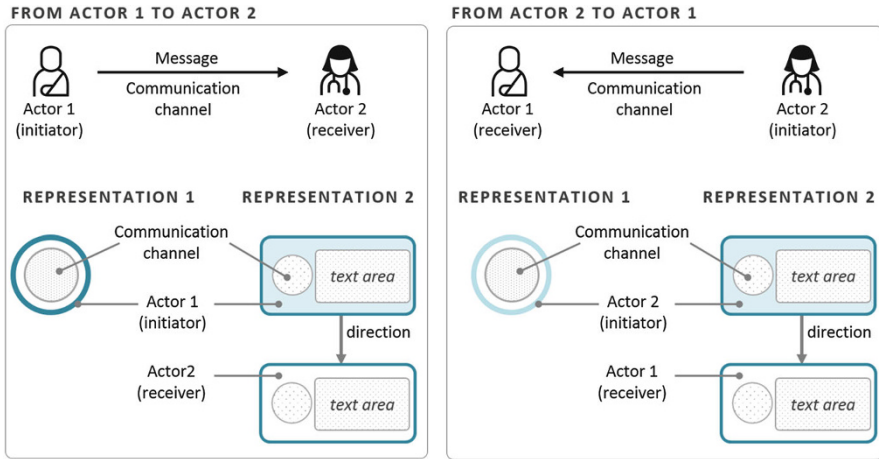 FROM ACTOR 1 TO ACTOR 2
Message
Communication
channel
Actor 1
(initiator)
Actor 2
(receiver)
REPRESENTATION 1
REPRESENTATION 2
Communication
channel
text area
Actor 1
(initiator)
direction
Actor2
(receiver)
text area
FROM ACTOR 2 TO ACTOR 1
Message
Communication
channel
Actor 1
(receiver)
Actor 2
(initiator)
REPRESENTATION 1
REPRESENTATION 2
Communication
channel
text area
Actor 2
(initiator)
direction
Actor 1
(receiver)
text area